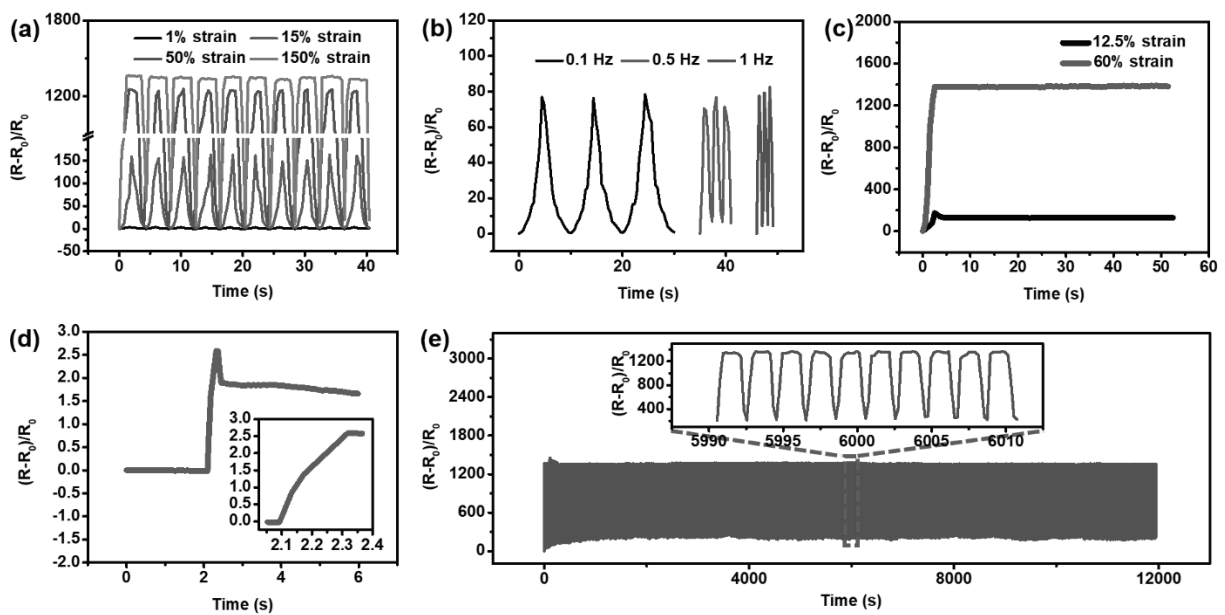 (a)
1% strain 15% strain
50% strain 150% strain
1800
1200
150
100
50
0
-50
(R-R0)/R0
0 10 20 30 40
Time (s)
(b)
0.1 Hz 0.5 Hz 1 Hz
120
100
80
60
40
20
0
(R-R0)/R0
0 20 40
Time (s)
(c)
12.5% strain
60% strain
2000
1600
1200
800
400
0
(R-R0)/R0
0 10 20 30 40 50 60
Time (s)
(d)
3.0
2.5
2.0
1.5
1.0
0.5
0.0
-0.5
-1.0
-1.5
-2.0
(R-R0)/R0
3.0
2.5
2.0
1.5
1.0
0.5
0.0
2.1 2.2 2.3 2.4
0 2 4 6
Time (s)
(e)
3000
2400
1800
1200
600
0
(R-R0)/R0
1200
800
400
(R-R0)/R0
5990 5995 6000 6005 6010
0 4000 8000 12000
Time (s)